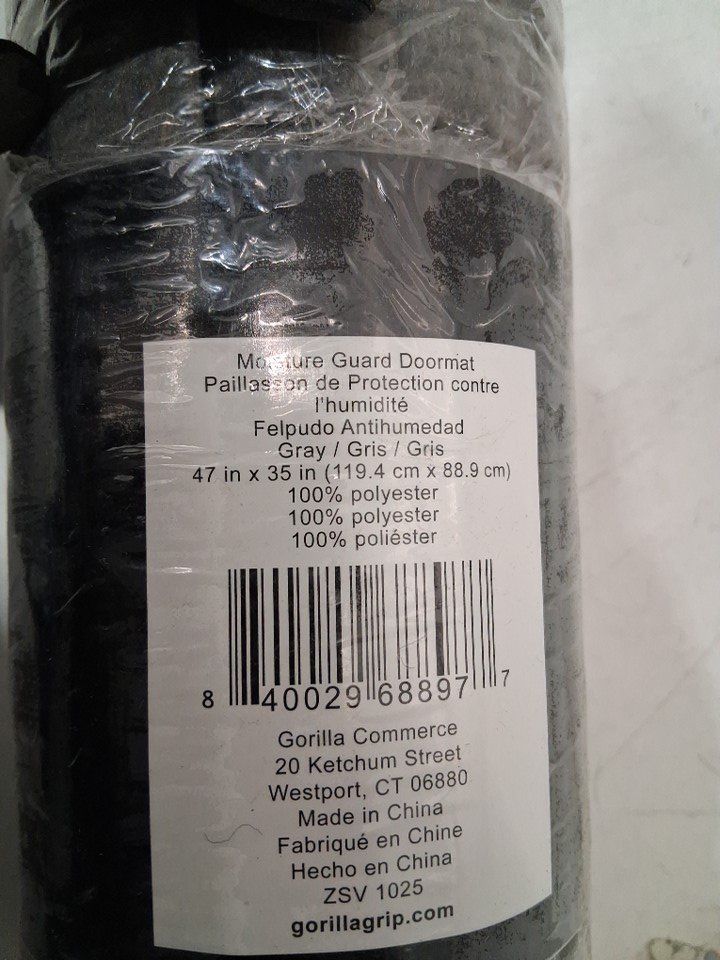 Moisture Guard Doormat
Paillasson de Protection contre
l'humidité
Felpudo Antihumedad
Gray / Gris / Gris
47 in x 35 in (119.4 cm x 88.9 cm)
100% polyester
100% polyester
100% poliéster
8 40029 68897 7
Gorilla Commerce
20 Ketchum Street
Westport, CT 06880
Made in China
Fabriqué en Chine
Hecho en China
ZSV 1025
gorillagrip.com